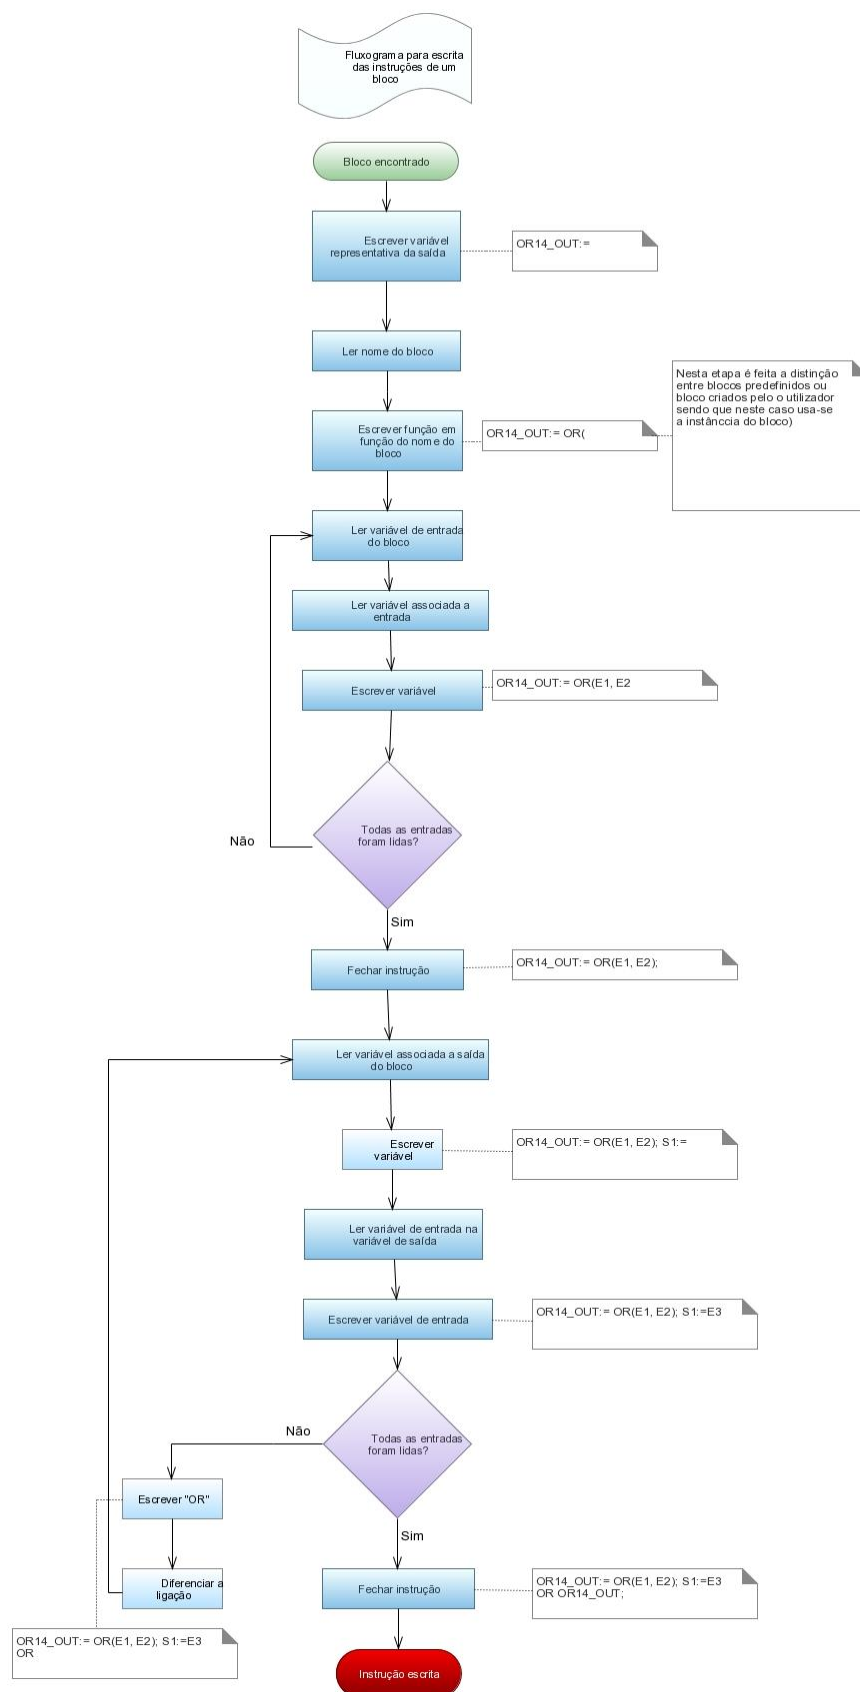 Fluxograma para escrita
das instruções de um
bloco
Bloco encontrado
Escrever variável
representativa da saída
OR14_OUT:=
Ler nome do bloco
Nesta etapa é feita a distinção
entre blocos predefinidos ou
bloco criados pelo o utilizador
sendo que neste caso usa-se
a instânccia do bloco)
Escrever função em
função do nome do
bloco
OR14_OUT:= OR(
Ler variável de entrada
do bloco
Ler variável associada a
entrada
Escrever variável
OR14_OUT:= OR(E1, E2
Todas as entradas
foram lidas?
Não
Sim
Fechar instrução
OR14_OUT:= OR(E1, E2);
Ler variável associada a saída
do bloco
Escrever
variável
OR14_OUT:= OR(E1, E2); S1:=
Ler variável de entrada na
variável de saída
Escrever variável de entrada
OR14_OUT:= OR(E1, E2); S1:=E3
Não
Todas as entradas
foram lidas?
Escrever "OR"
Sim
Diferenciar a
ligação
Fechar instrução
OR14_OUT:= OR(E1, E2); S1:=E3
OR OR14_OUT;
OR14_OUT:= OR(E1, E2); S1:=E3
OR
Instrução escrita